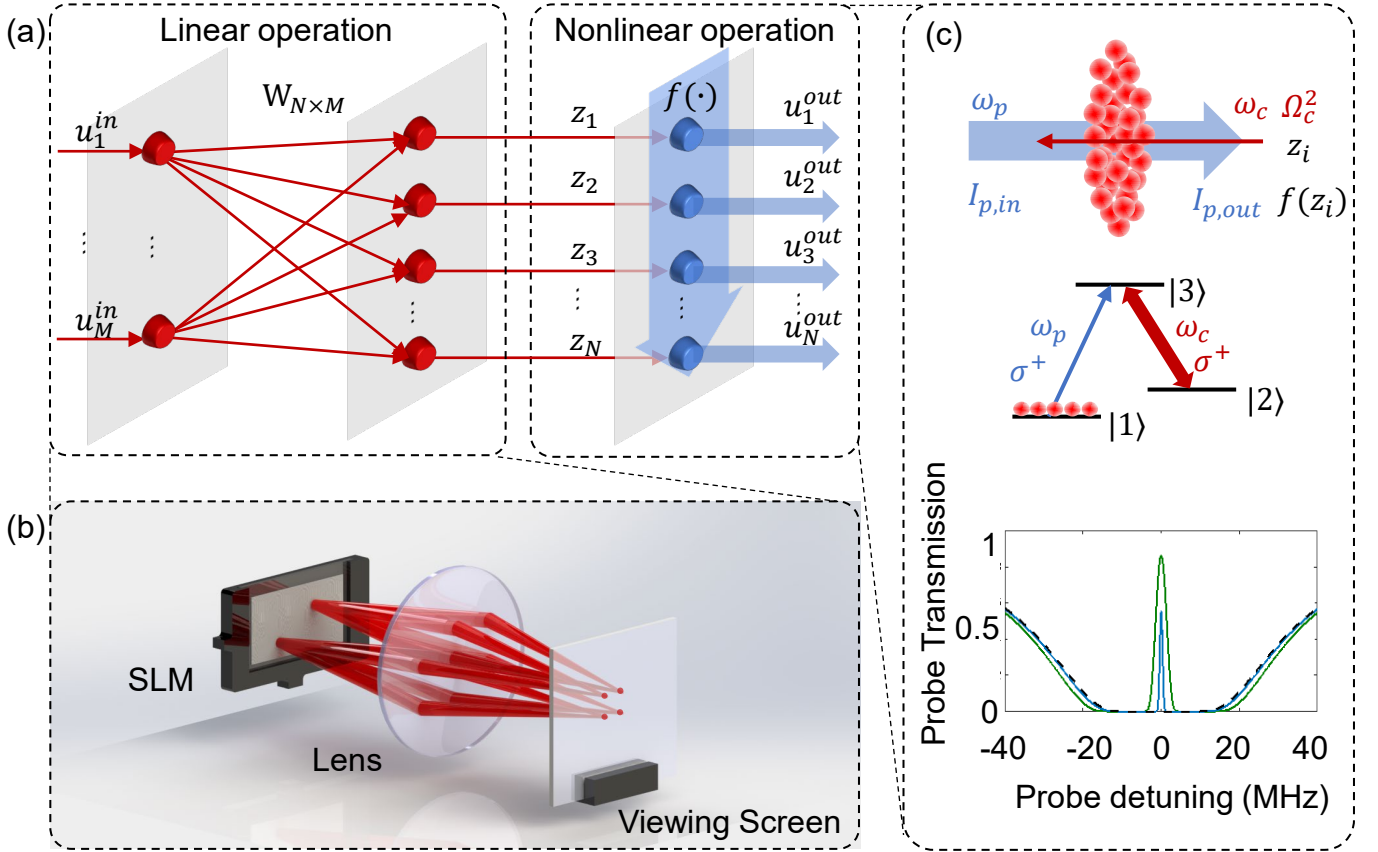 (a)
Linear operation
W_{N×M}
u_1^{in}
⋮
⋮
u_M^{in}
⋮
Nonlinear operation
f(·)
z_1
u_1^{out}
z_2
u_2^{out}
z_3
u_3^{out}
⋮
⋮
⋮
z_N
u_N^{out}
(b)
SLM
Lens
Viewing Screen
(c)
ω_p
ω_c Ω_c^2
z_i
I_{p,in}
I_{p,out} f(z_i)
|3⟩
ω_p
ω_c
σ^+
σ^+
|2⟩
|1⟩
Probe Transmission
1
0.5
0
-40 -20 0 20 40
Probe detuning (MHz)